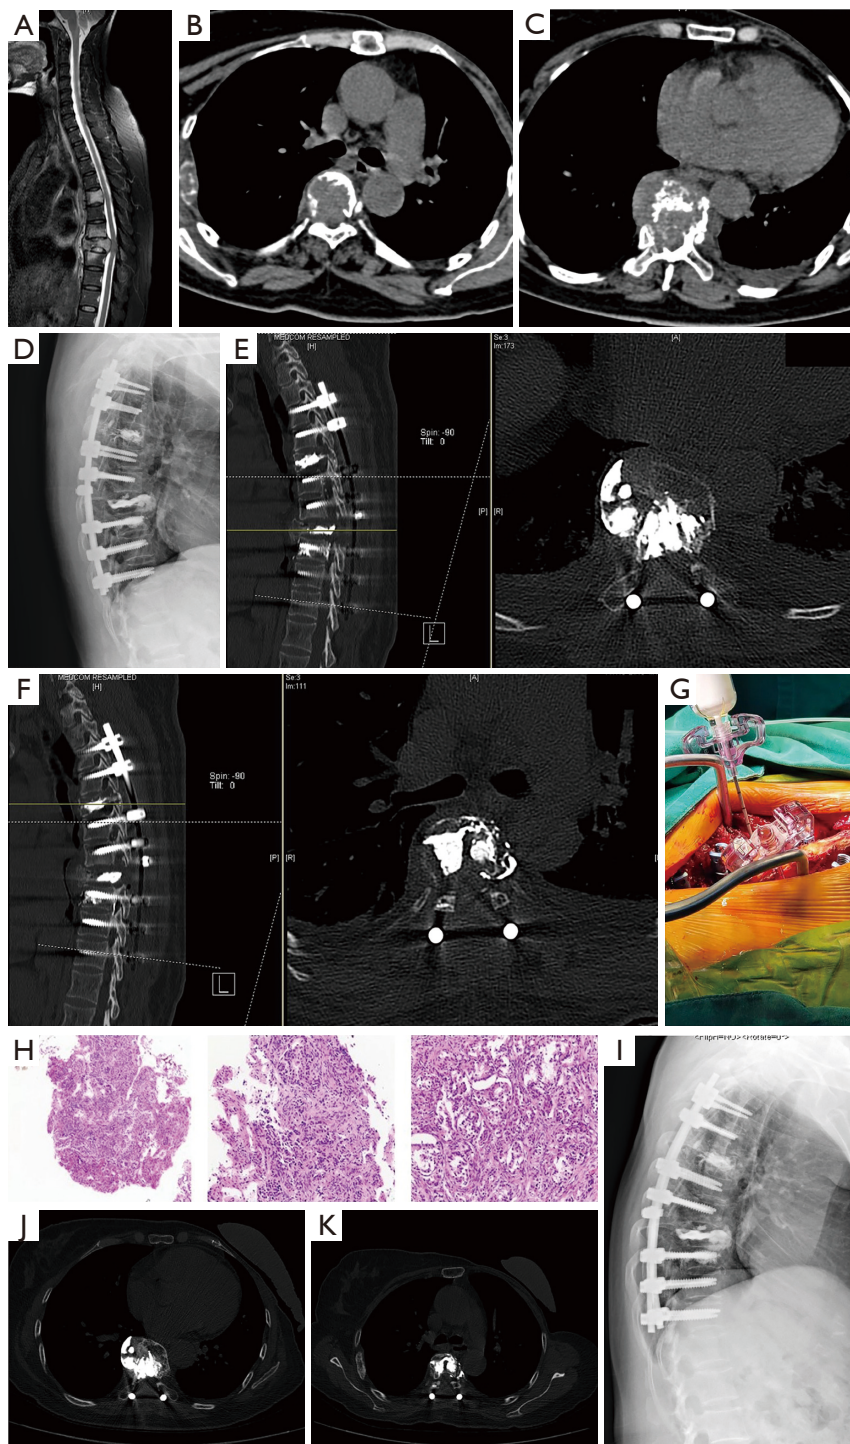 A
B
C
D
E
MEDCOM RESAMPLED
[H]
Spin: -90
Tilt: 0
[P]
L
Se:3
Im:173
[A]
[R]
F
MEDCOM RESAMPLED
[H]
Spin: -90
Tilt: 0
[P]
L
Se:3
Im:111
[A]
[R]
G
H
I
J
K